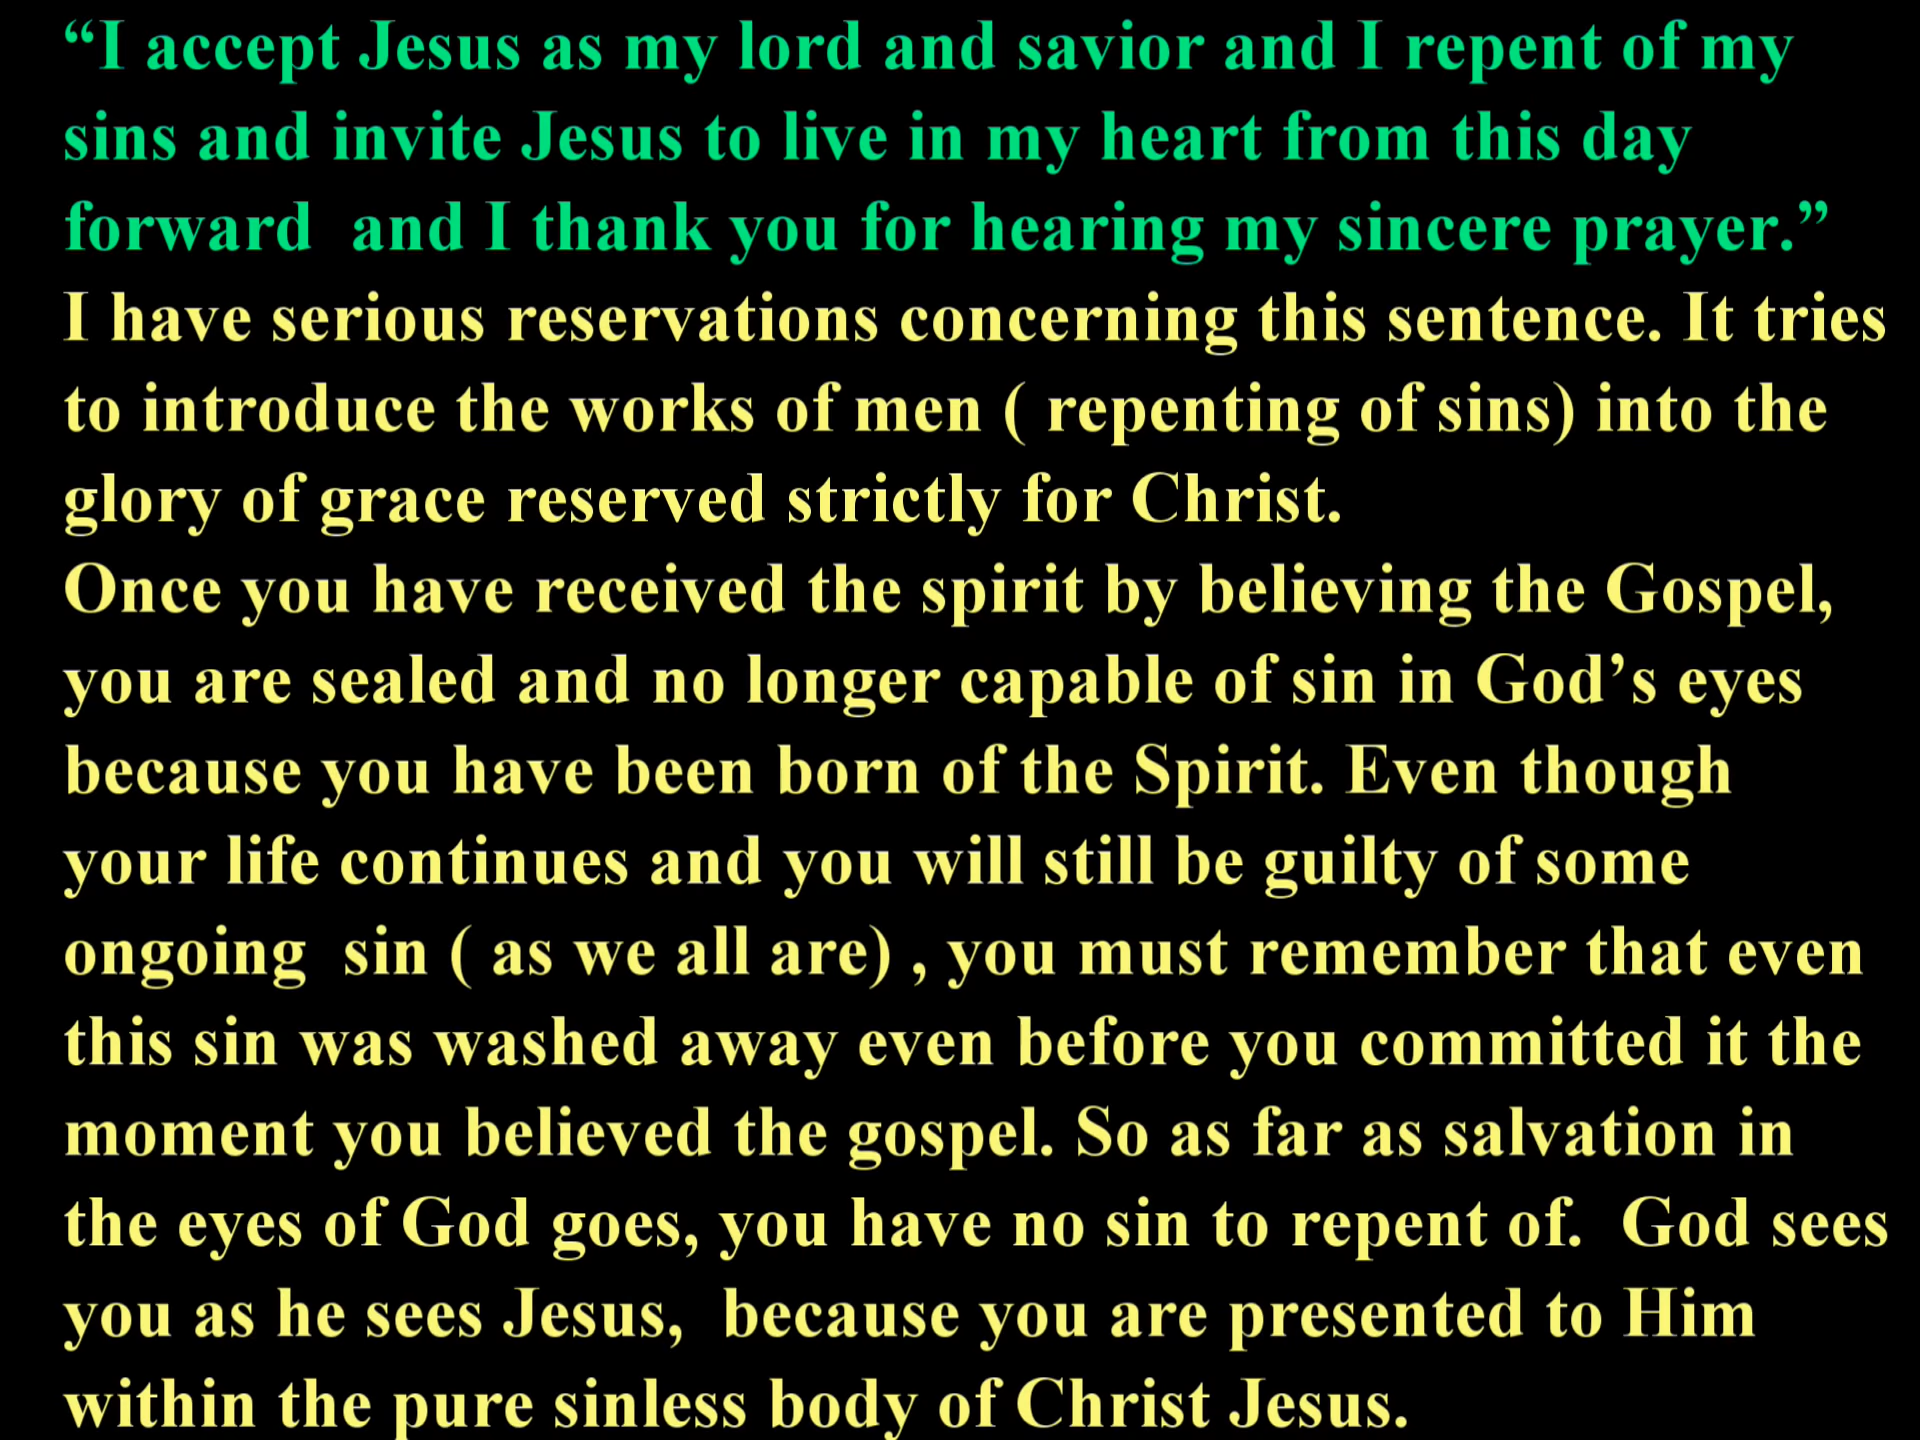 “I accept Jesus as my lord and savior and I repent of my
sins and invite Jesus to live in my heart from this day
forward  and I thank you for hearing my sincere prayer.”
I have serious reservations concerning this sentence. It tries
to introduce the works of men ( repenting of sins) into the
glory of grace reserved strictly for Christ.
Once you have received the spirit by believing the Gospel,
you are sealed and no longer capable of sin in God’s eyes
because you have been born of the Spirit. Even though
your life continues and you will still be guilty of some
ongoing  sin ( as we all are) , you must remember that even
this sin was washed away even before you committed it the
moment you believed the gospel. So as far as salvation in
the eyes of God goes, you have no sin to repent of.  God sees
you as he sees Jesus,  because you are presented to Him
within the pure sinless body of Christ Jesus.